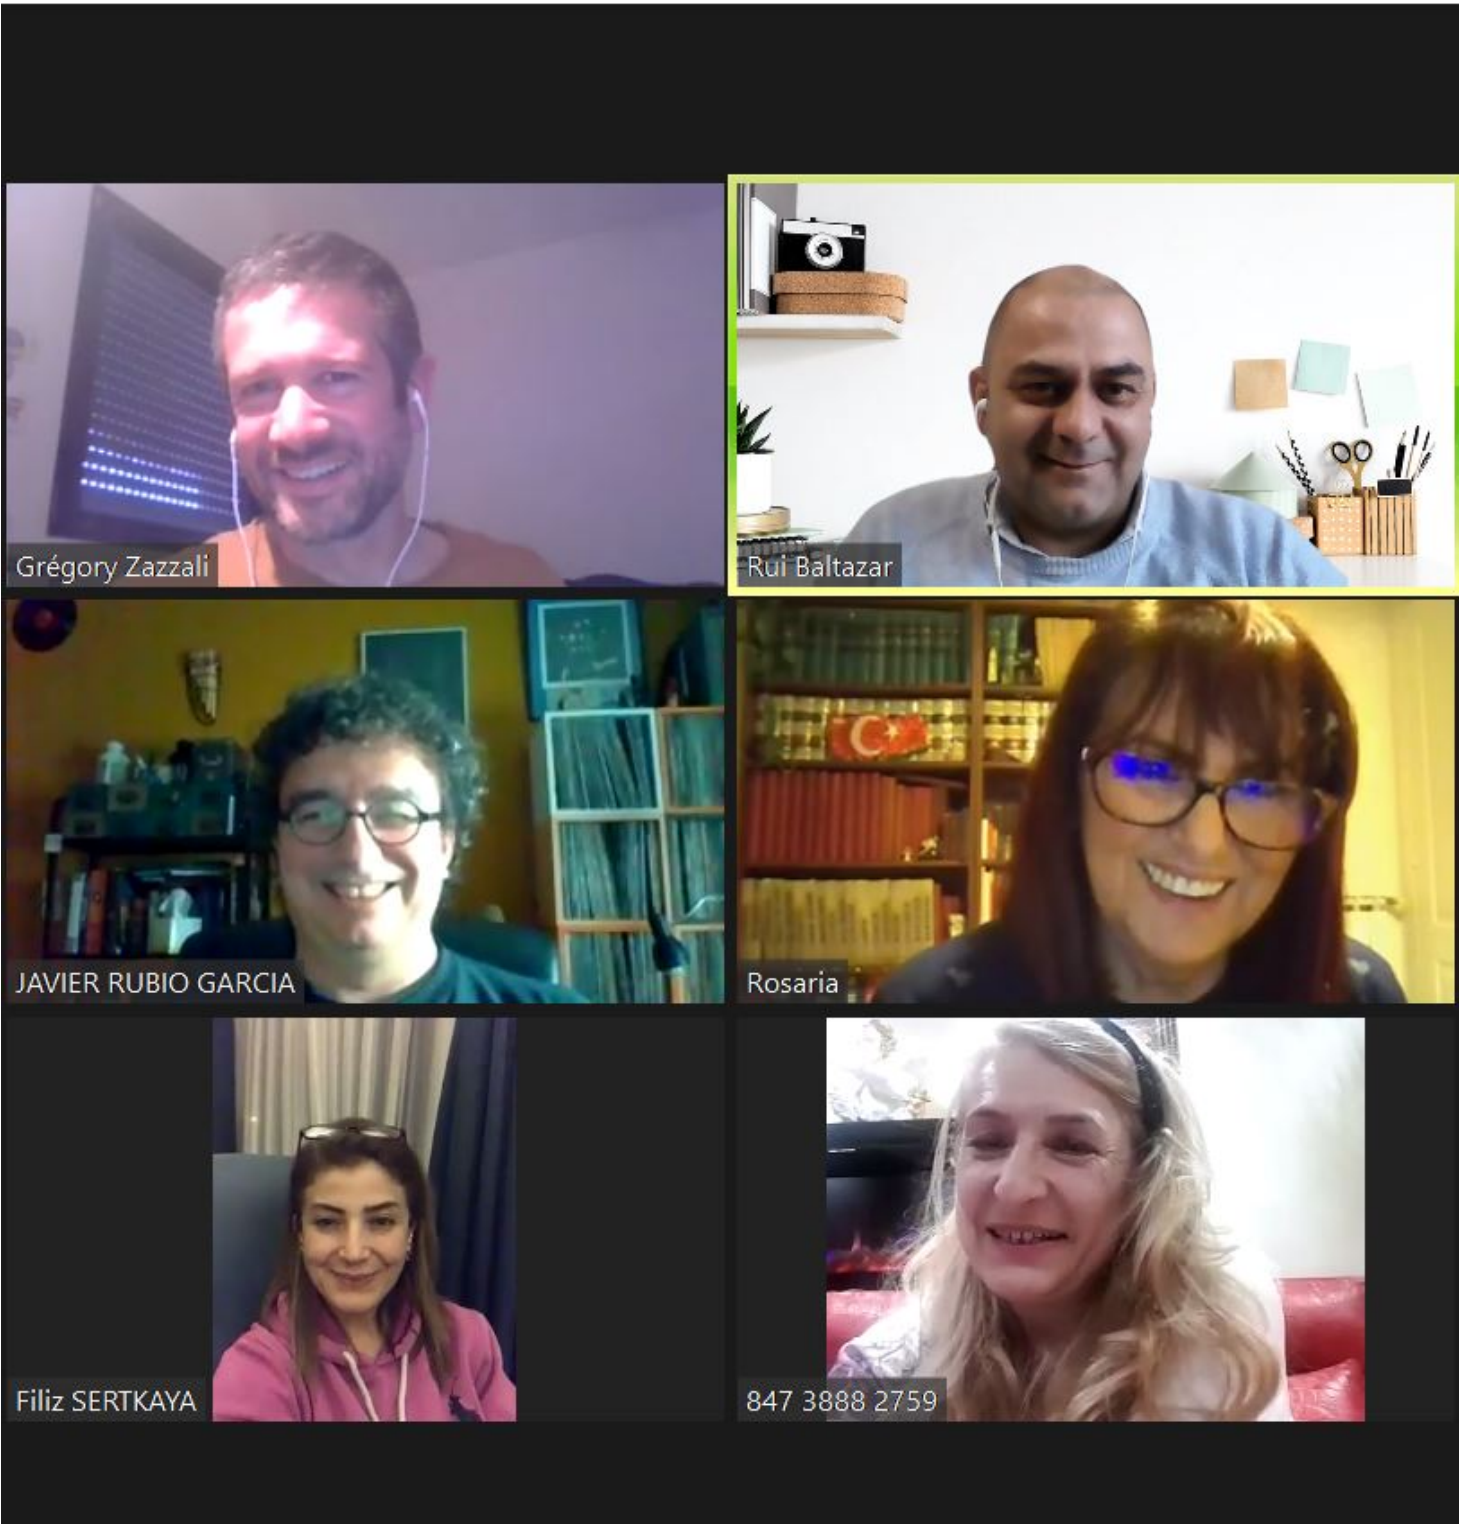 Grégory Zazzali
Rui Baltazar
JAVIER RUBIO GARCIA
Rosaria
Filiz SERTKAYA
847 3888 2759